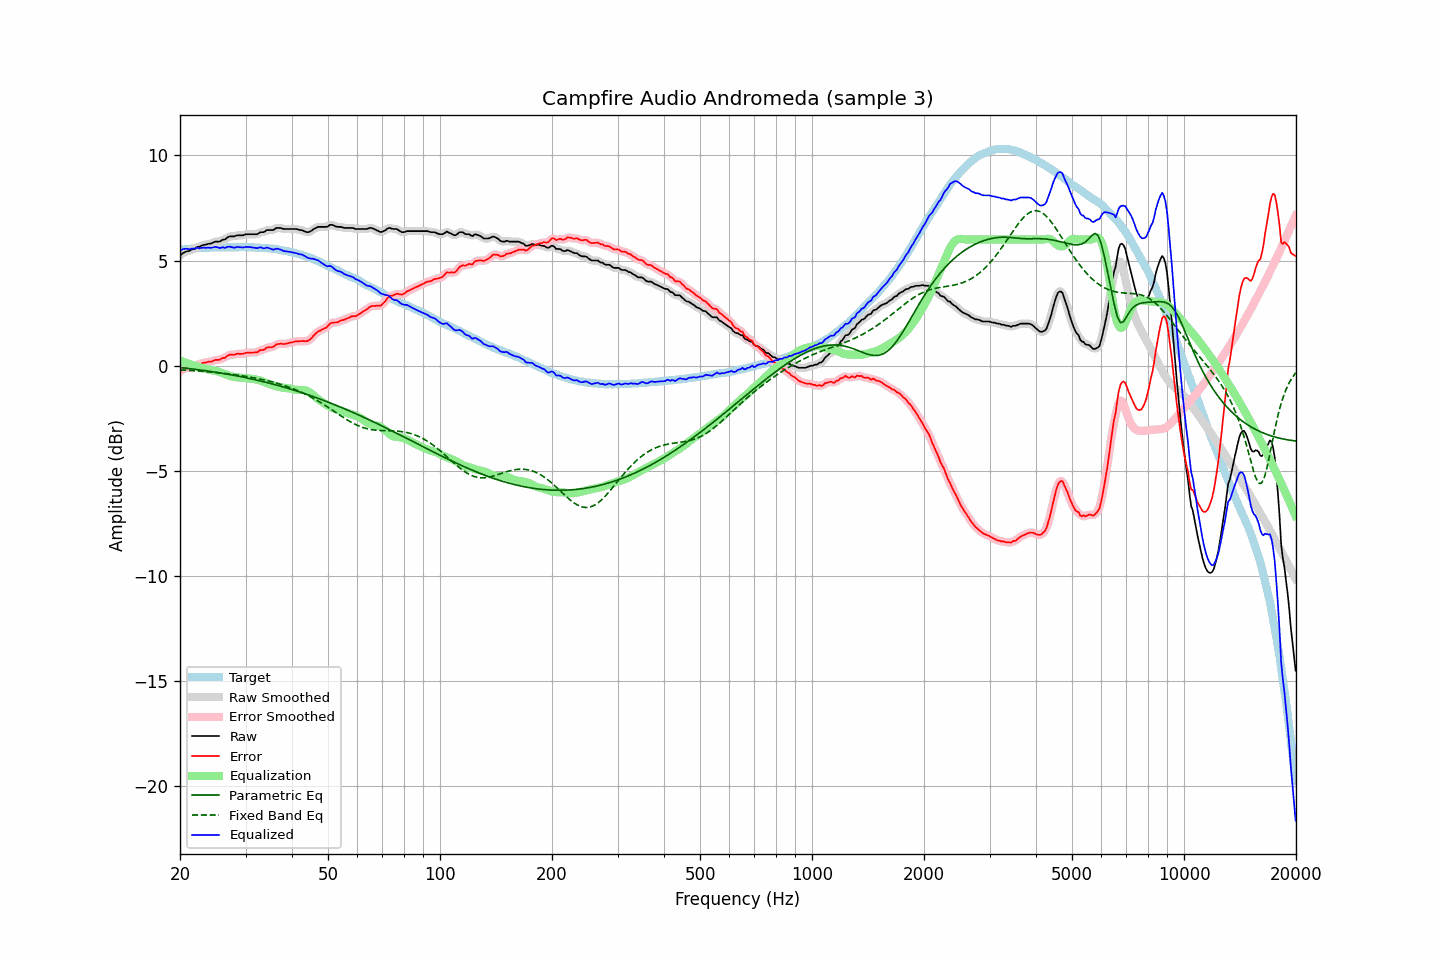 Campfire Audio Andromeda (sample 3)
Amplitude (dBr)
10
5
0
−5
−10
−15
−20
Target
Raw Smoothed
Error Smoothed
Raw
Error
Equalization
Parametric Eq
Fixed Band Eq
Equalized
20 50 100 200 500 1000 2000 5000 10000 20000
Frequency (Hz)